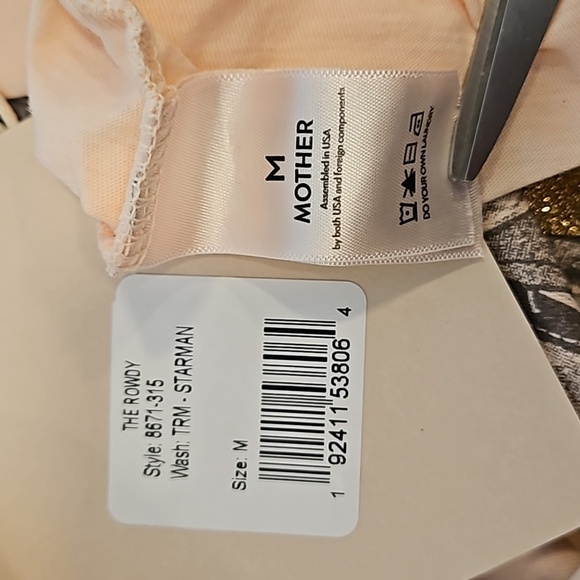 M
MOTHER
Assembled in USA
by both USA and foreign components
DO YOUR OWN LAUNDRY
THE ROWDY
Style: 8671-315
Wash: TRM - STARMAN
Size: M
1 92411 53806 4